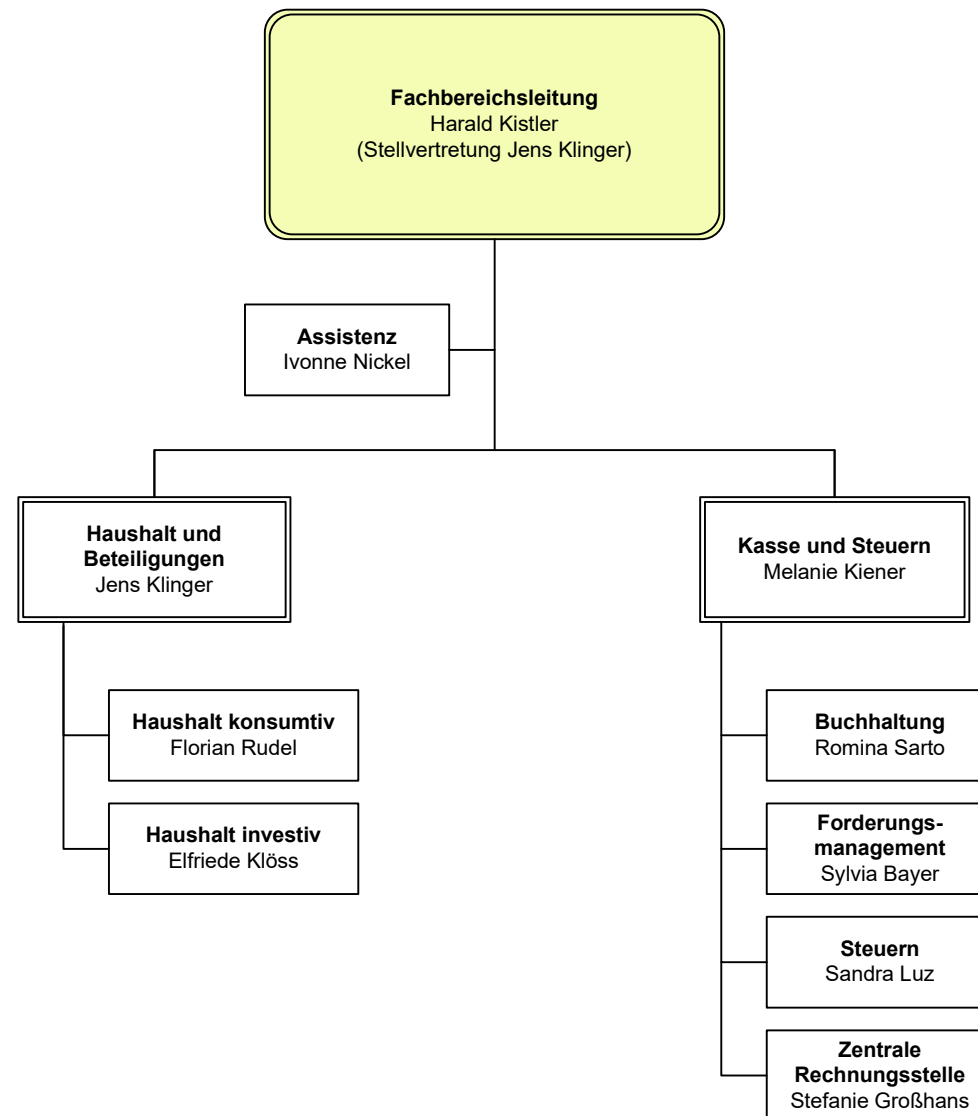 Fachbereichsleitung
Harald Kistler
(Stellvertretung Jens Klinger)
Assistenz
Ivonne Nickel
Haushalt und
Beteiligungen
Jens Klinger
Haushalt konsumtiv
Florian Rudel
Haushalt investiv
Elfriede Klöss
Kasse und Steuern
Melanie Kiener
Buchhaltung
Romina Sarto
Forderungs-
management
Sylvia Bayer
Steuern
Sandra Luz
Zentrale
Rechnungsstelle
Stefanie Großhans